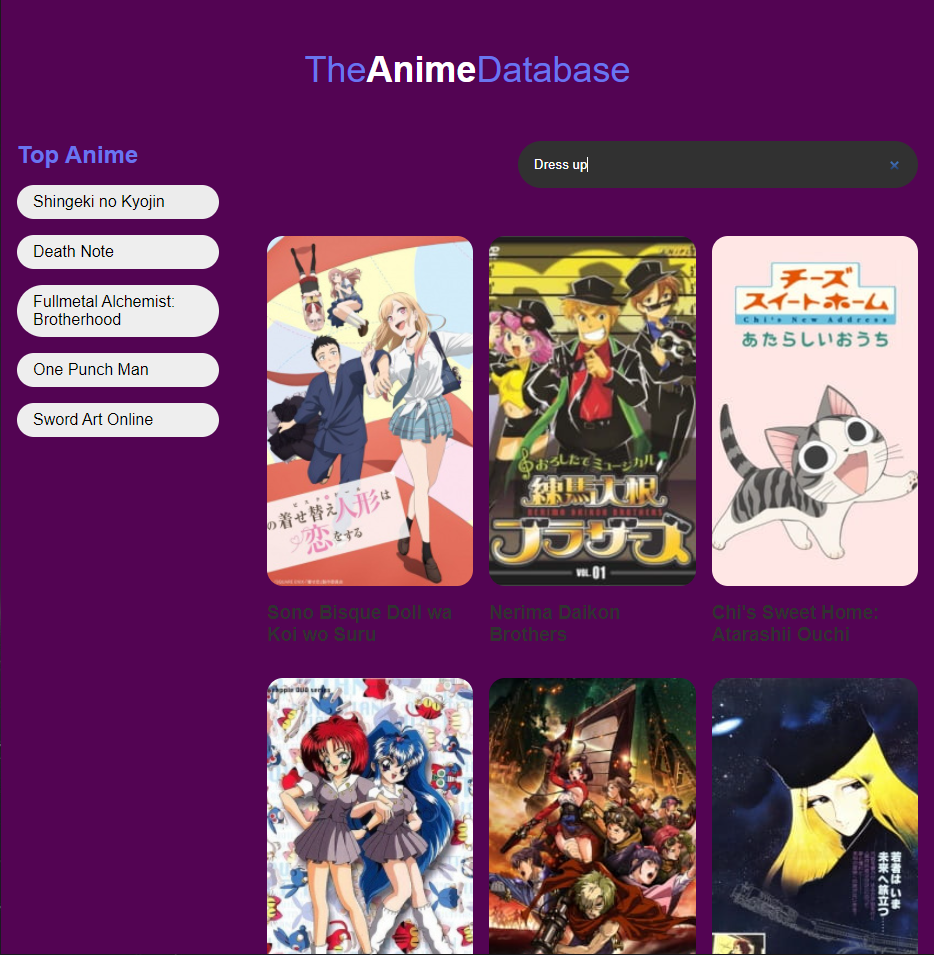 TheAnimeDatabase
Top Anime
Dress up
Shingeki no Kyojin
Death Note
Fullmetal Alchemist:
Brotherhood
One Punch Man
Sword Art Online
の着せ替え人形は
恋をする
おろしたてミュージカル
練馬大根
NERIMA DAIKON BROTHERS
ブラザーズ
VOL.01
チーズ
スイートホーム
Chi's New Address
あたらしいおうち
Sono Bisque Doll wa
Koi wo Suru
Nerima Daikon
Brothers
Chi's Sweet Home:
Atarashii Ouchi
若者は いま
未来へ旅立つ